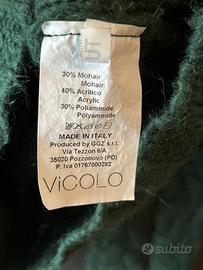 30% Mohair
Mohair
40% Acrilico
Acrylic
30% Poliammide
Polyammide
MADE IN ITALY
Produced by GGZ s.r.l.
Via Tezzon 6/A
35020 Pozzonovo (PD)
P. Iva 01767000282
ViCOLO
subito